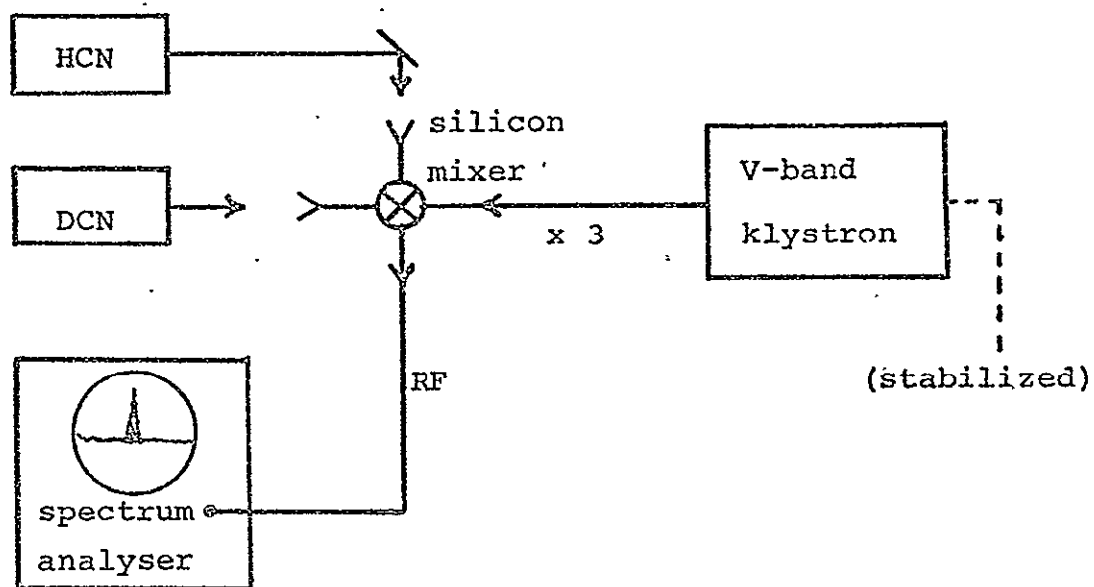 HCN
silicon
mixer
DCN
V-band
klystron
x 3
RF
(stabilized)
spectrum
analyser